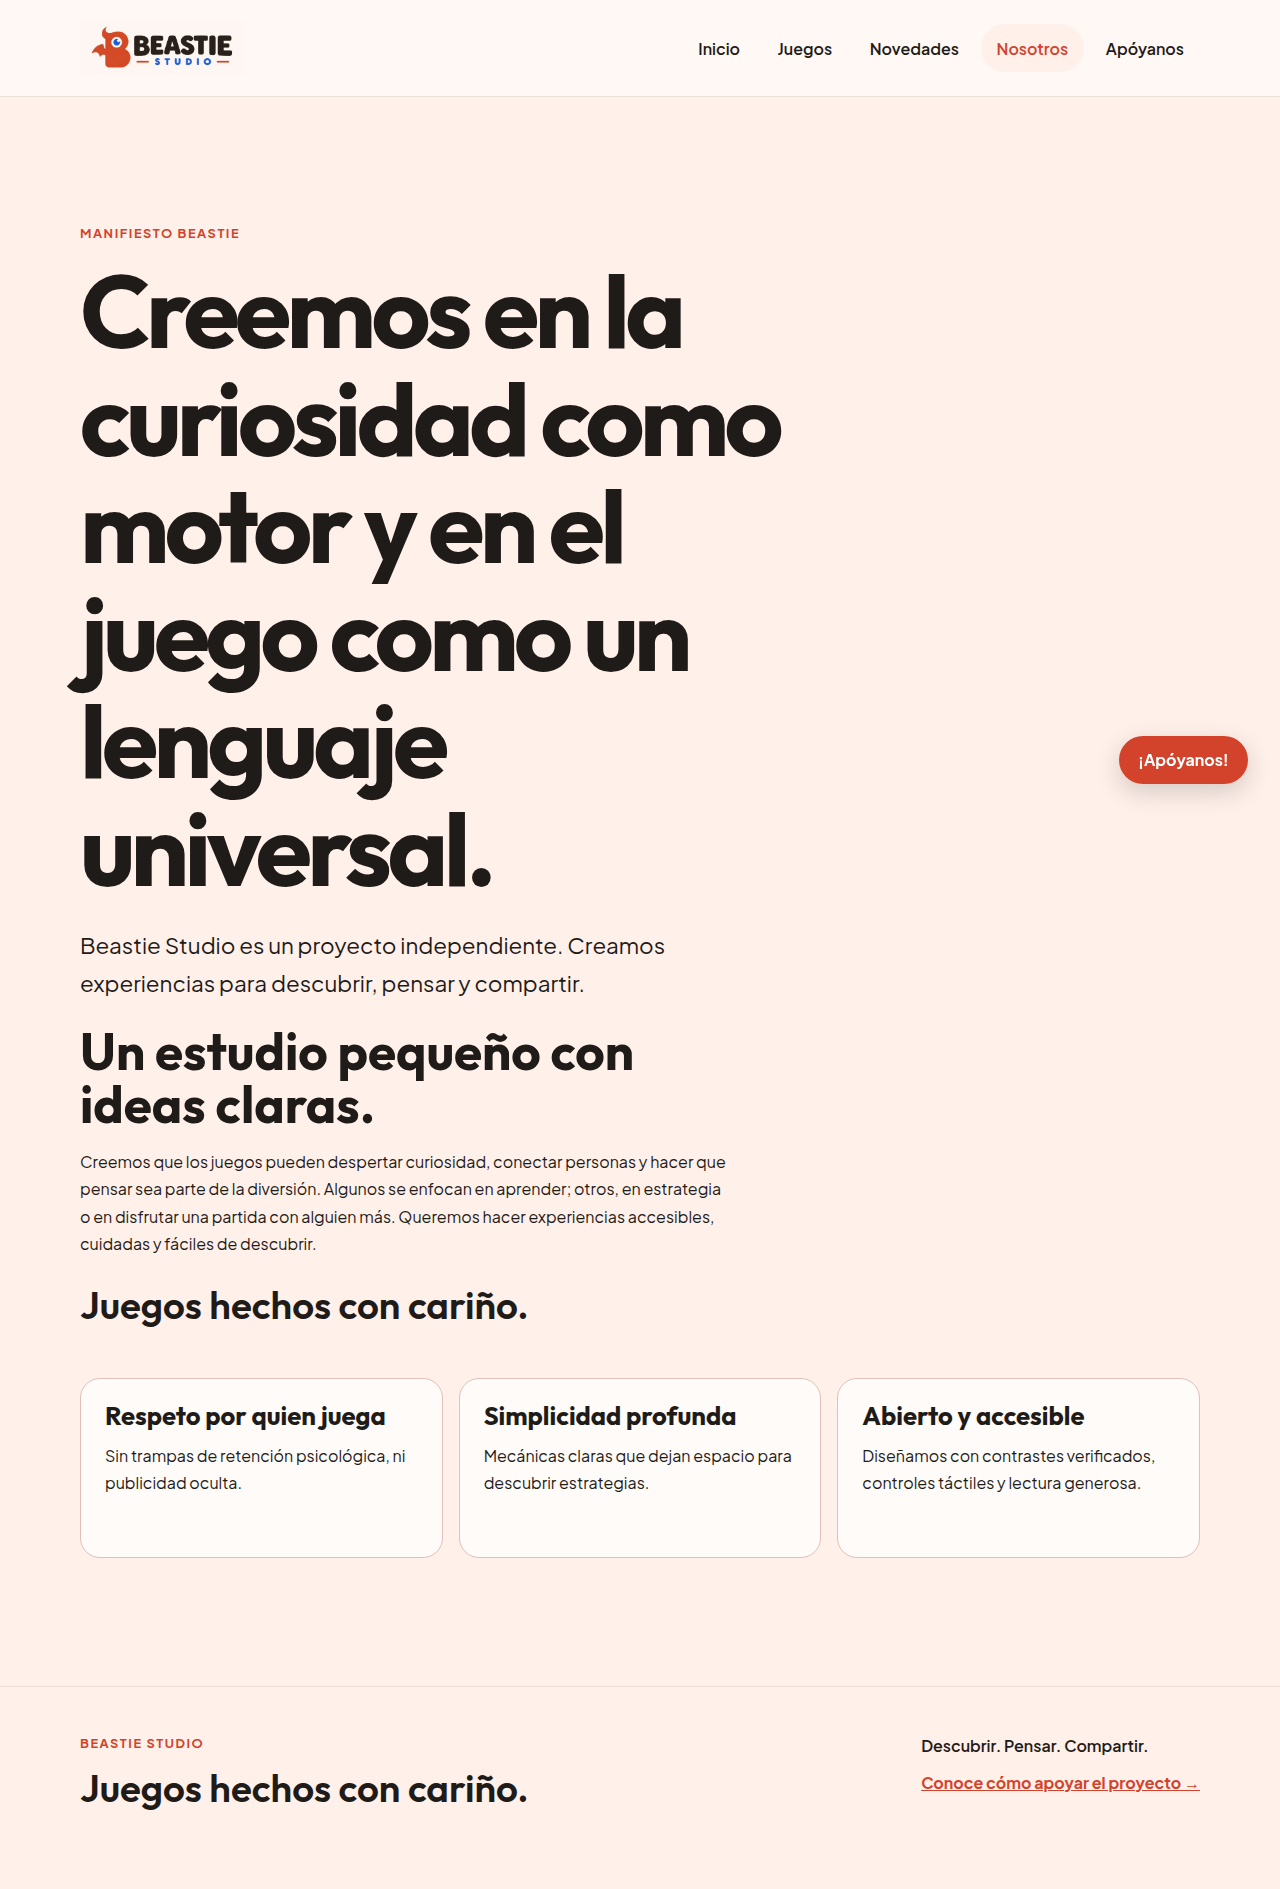 BEASTIE
STUDIO
Inicio
Juegos
Novedades
Nosotros
Apóyanos
MANIFIESTO BEASTIE
Creemos en la
curiosidad como
motor y en el
juego como un
lenguaje
universal.
¡Apóyanos!
Beastie Studio es un proyecto independiente. Creamos
experiencias para descubrir, pensar y compartir.
Un estudio pequeño con
ideas claras.
Creemos que los juegos pueden despertar curiosidad, conectar personas y hacer que
pensar sea parte de la diversión. Algunos se enfocan en aprender; otros, en estrategia
o en disfrutar una partida con alguien más. Queremos hacer experiencias accesibles,
cuidadas y fáciles de descubrir.
Juegos hechos con cariño.
Respeto por quien juega
Sin trampas de retención psicológica, ni
publicidad oculta.
Simplicidad profunda
Mecánicas claras que dejan espacio para
descubrir estrategias.
Abierto y accesible
Diseñamos con contrastes verificados,
controles táctiles y lectura generosa.
BEASTIE STUDIO
Juegos hechos con cariño.
Descubrir. Pensar. Compartir.
Conoce cómo apoyar el proyecto →